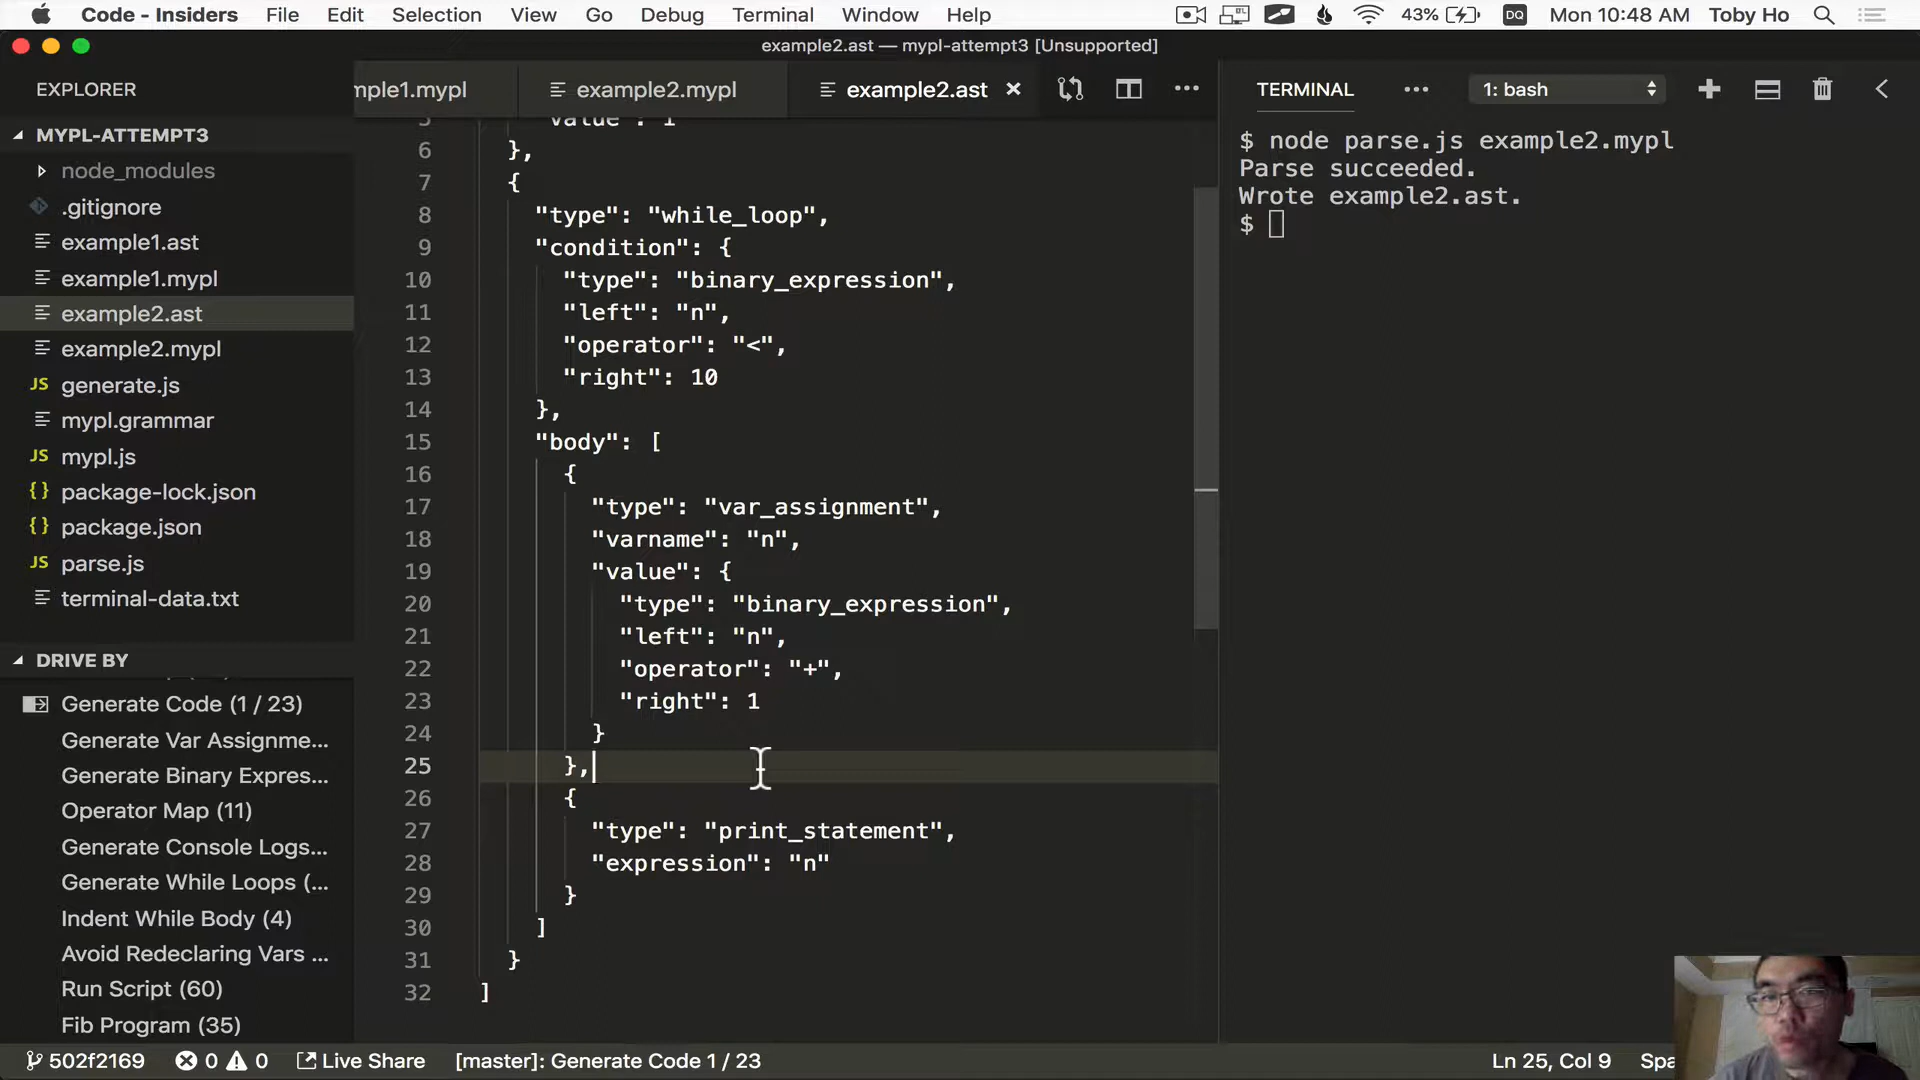 Code - Insiders File Edit Selection View Go Debug Terminal Window Help 43% DQ Mon 10:48 AM Toby Ho
example2.ast — mypl-attempt3 [Unsupported]
EXPLORER
MYPL-ATTEMPT3
node_modules
.gitignore
example1.ast
example1.mypl
example2.ast
example2.mypl
JS generate.js
mypl.grammar
JS mypl.js
{} package-lock.json
{} package.json
JS parse.js
terminal-data.txt
DRIVE BY
Generate Code (1 / 23)
Generate Var Assignme...
Generate Binary Expres...
Operator Map (11)
Generate Console Logs...
Generate While Loops (...
Indent While Body (4)
Avoid Redeclaring Vars ...
Run Script (60)
Fib Program (35)
mple1.mypl example2.mypl example2.ast
5 "value": 1
6 },
7 {
8 "type": "while_loop",
9 "condition": {
10 "type": "binary_expression",
11 "left": "n",
12 "operator": "<",
13 "right": 10
14 },
15 "body": [
16 {
17 "type": "var_assignment",
18 "varname": "n",
19 "value": {
20 "type": "binary_expression",
21 "left": "n",
22 "operator": "+",
23 "right": 1
24 }
25 },
26 {
27 "type": "print_statement",
28 "expression": "n"
29 }
30 ]
31 }
32 ]
TERMINAL 1: bash
$ node parse.js example2.mypl
Parse succeeded.
Wrote example2.ast.
$
502f2169 0 0 Live Share [master]: Generate Code 1 / 23 Ln 25, Col 9 Spa